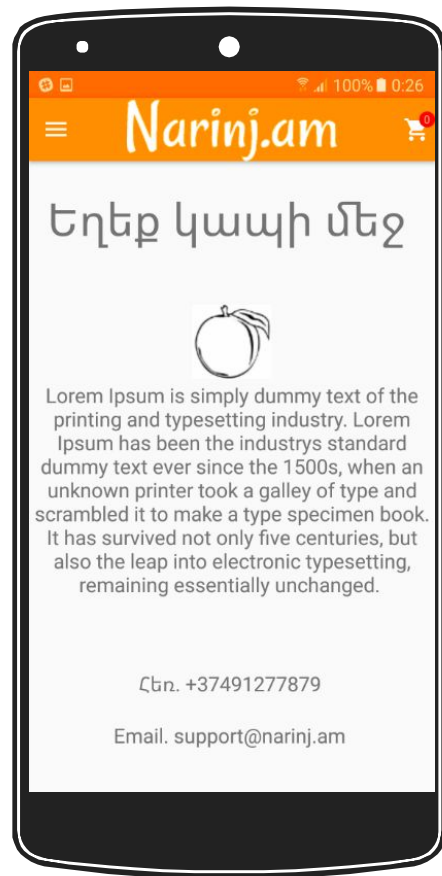 100% 0:26
Narinj.am
0
Եղեք կապի մեջ
Lorem Ipsum is simply dummy text of the
printing and typesetting industry. Lorem
Ipsum has been the industrys standard
dummy text ever since the 1500s, when an
unknown printer took a galley of type and
scrambled it to make a type specimen book.
It has survived not only five centuries, but
also the leap into electronic typesetting,
remaining essentially unchanged.
Հեռ. +37491277879
Email. support@narinj.am